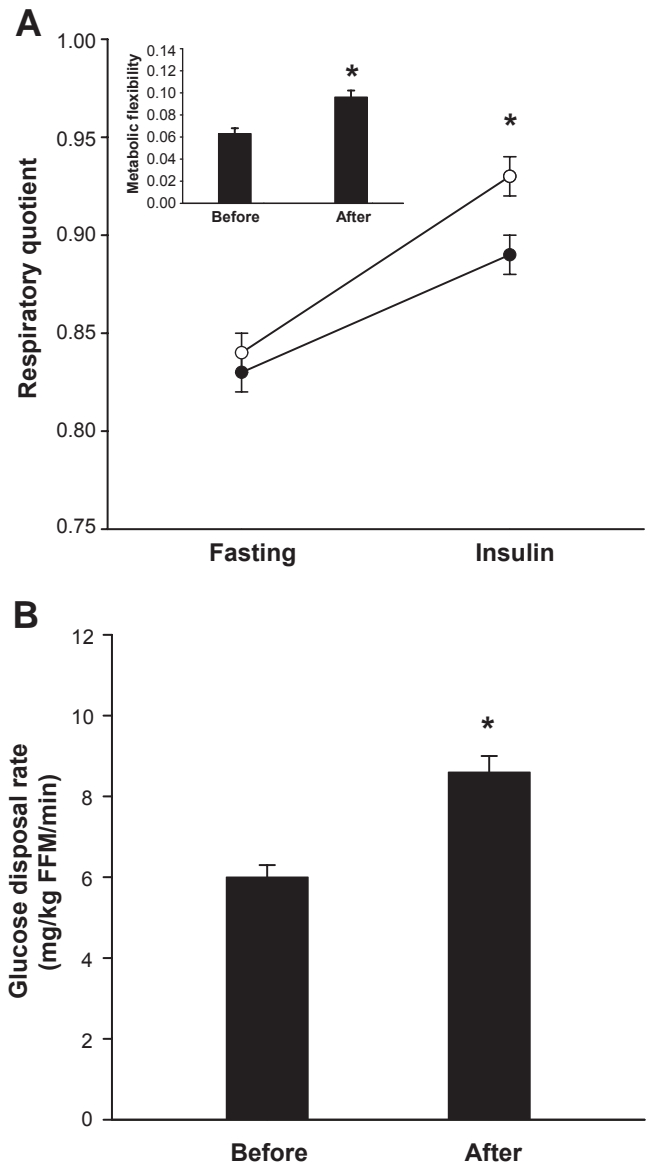 A
1.00
0.95
0.90
0.85
0.80
0.75
Respiratory quotient
0.14
0.12
0.10
0.08
0.06
0.04
0.02
0.00
Metabolic flexibility
*
Before After
*
Fasting Insulin
B
12
10
8
6
4
2
0
Glucose disposal rate
(mg/kg FFM/min)
*
Before After